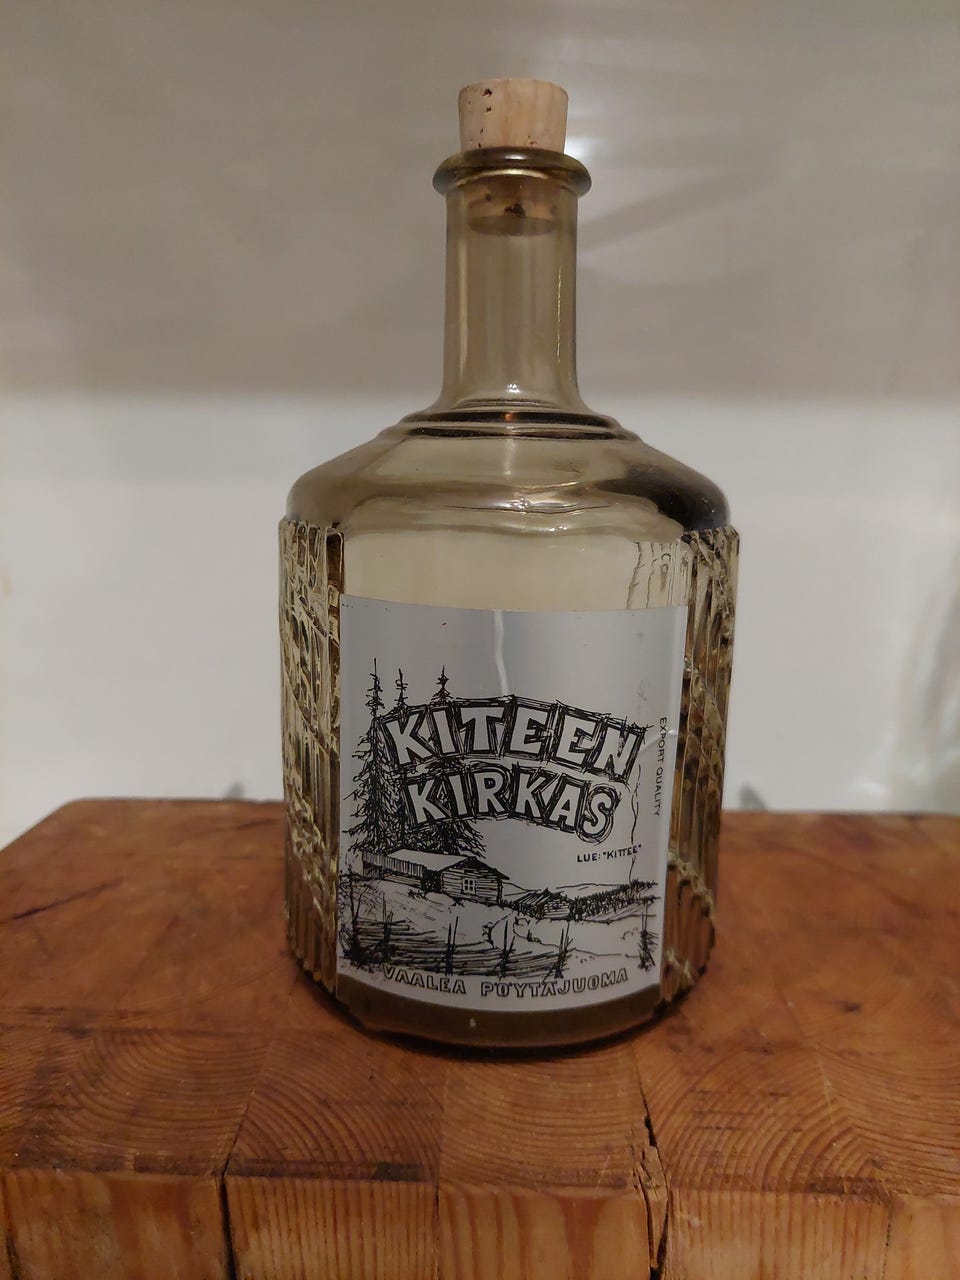 KITEEN
KIRKAS
EXPORT QUALITY
LUE: "KITTEE"
VAALEA PÖYTÄJUOMA